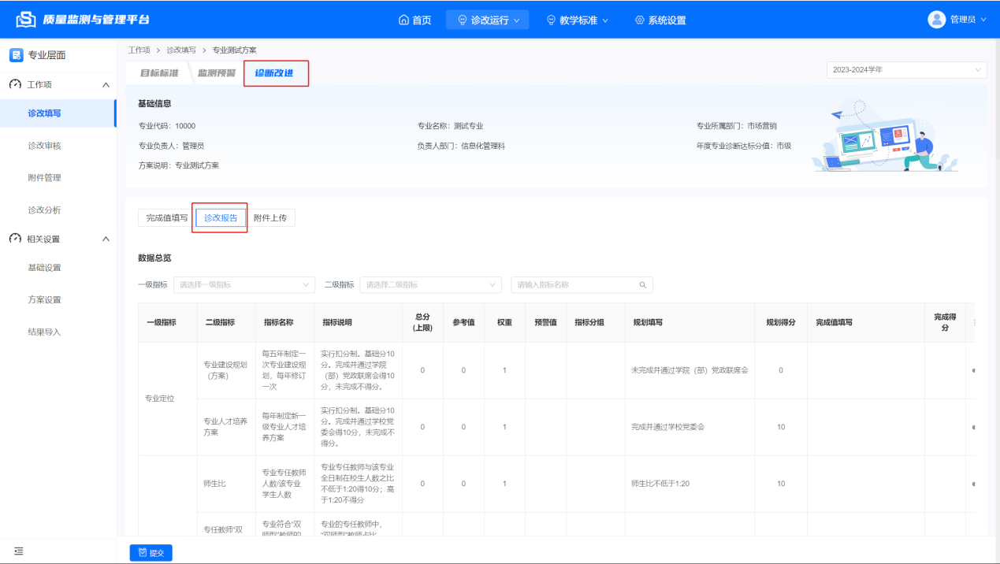 质量监测与管理平台
首页
诊改运行
教学标准
系统设置
管理员
专业层面
工作项
诊改填写
诊改审核
附件管理
诊改分析
相关设置
基础设置
方案设置
结果导入
工作项 > 诊改填写 > 专业测试方案
目标标准
监测预警
诊断改进
2023-2024学年
基础信息
专业代码：10000
专业名称：测试专业
专业所属部门：市场营销
专业负责人：管理员
负责人部门：信息化管理科
年度专业诊断达标分值：市级
方案说明：专业测试方案
完成值填写
诊改报告
附件上传
数据总览
一级指标
请选择一级指标
二级指标
请选择二级指标
请输入指标名称
一级指标
二级指标
指标名称
指标说明
总分
(上限)
参考值
权重
预警值
指标分组
规划填写
规划得分
完成值填写
完成得
分
专业定位
专业建设规划
（方案）
每五年制定一
次专业建设规
划，每年修订
一次
实行扣分制。基础分10
分。完成并通过学院
（部）党政联席会得10
分，未完成不得分。
0
0
1
未完成并通过学院（部）党政联席会
0
专业人才培养
方案
每年制定新一
级专业人才培
养方案
实行扣分制。基础分10
分。完成并通过学校党
委会得10分，未完成不
得分。
0
0
1
完成并通过学校党委会
10
师生比
专业专任教师
人数/该专业
学生人数
专业专任教师与该专业
全日制在校生人数之比
不低于1:20得10分；高
于1:20不得分
0
0
1
师生比不低于1:20
10
专任教师“双
专业符合“双
师型”教师的
专业的专任教师中，
“双师型”教师占比
提交